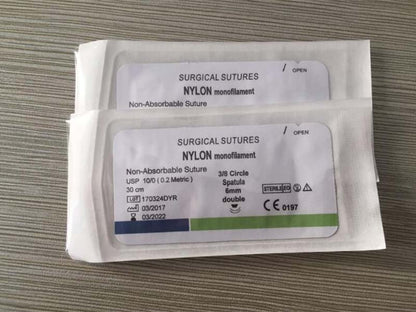 OPEN
SURGICAL SUTURES
NYLON monofilament
Non-Absorbable Suture
OPEN
SURGICAL SUTURES
NYLON monofilament
Non-Absorbable Suture
USP 10/0 ( 0.2 Metric )
30 cm
LOT 170324DYR
03/2017
03/2022
3/8 Circle
Spatula
6mm
double
STERILE EO
2
CE 0197